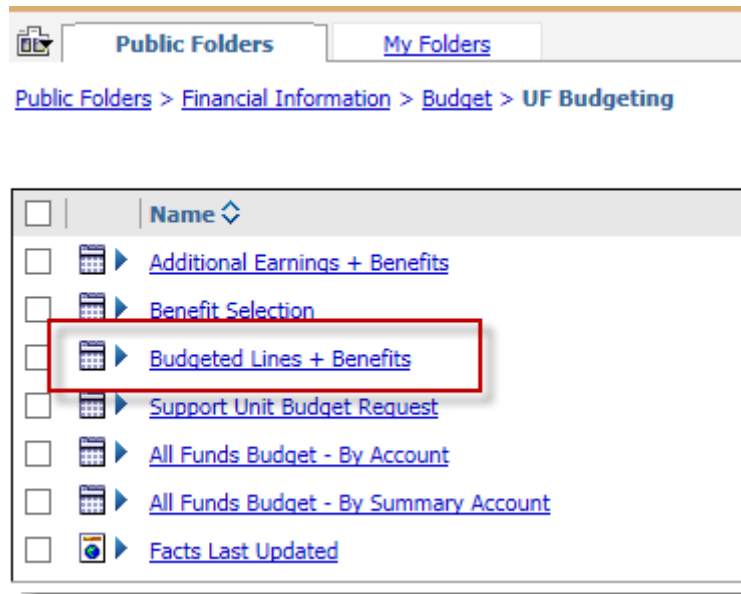 Public Folders My Folders
Public Folders > Financial Information > Budget > UF Budgeting
Name
Additional Earnings + Benefits
Benefit Selection
Budgeted Lines + Benefits
Support Unit Budget Request
All Funds Budget - By Account
All Funds Budget - By Summary Account
Facts Last Updated